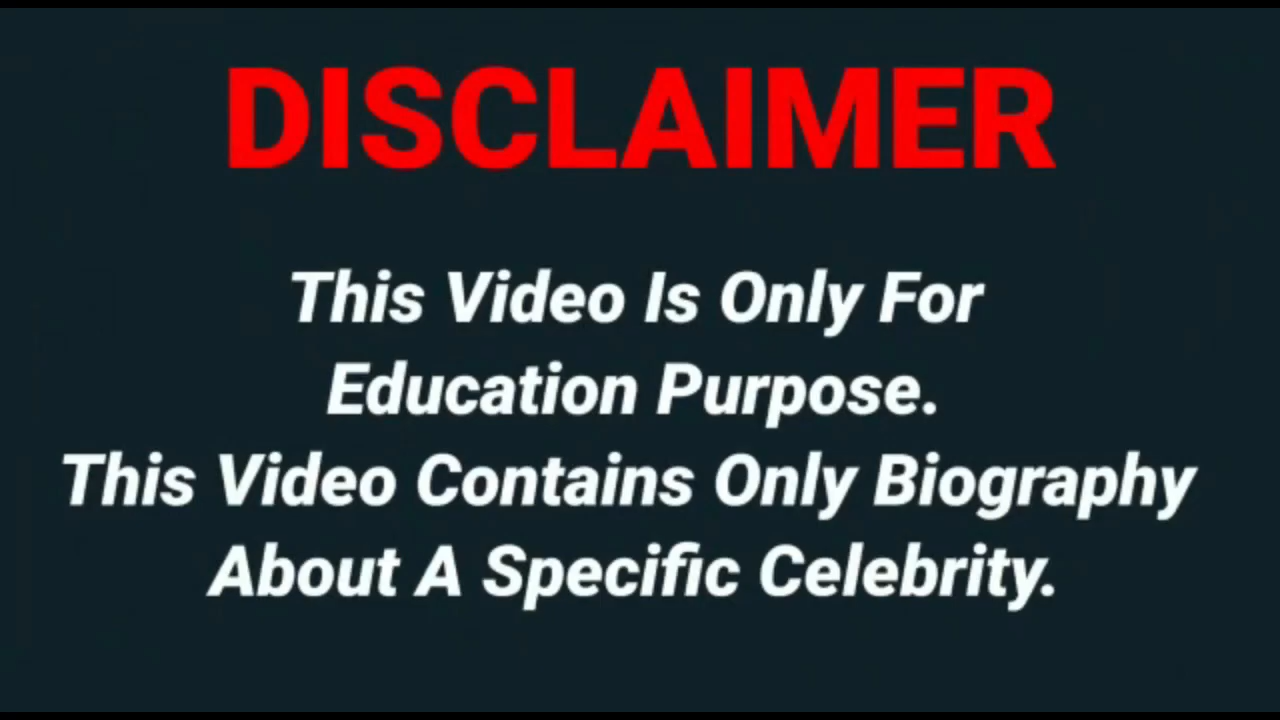 DISCLAIMER
This Video Is Only For
Education Purpose.
This Video Contains Only Biography
About A Specific Celebrity.